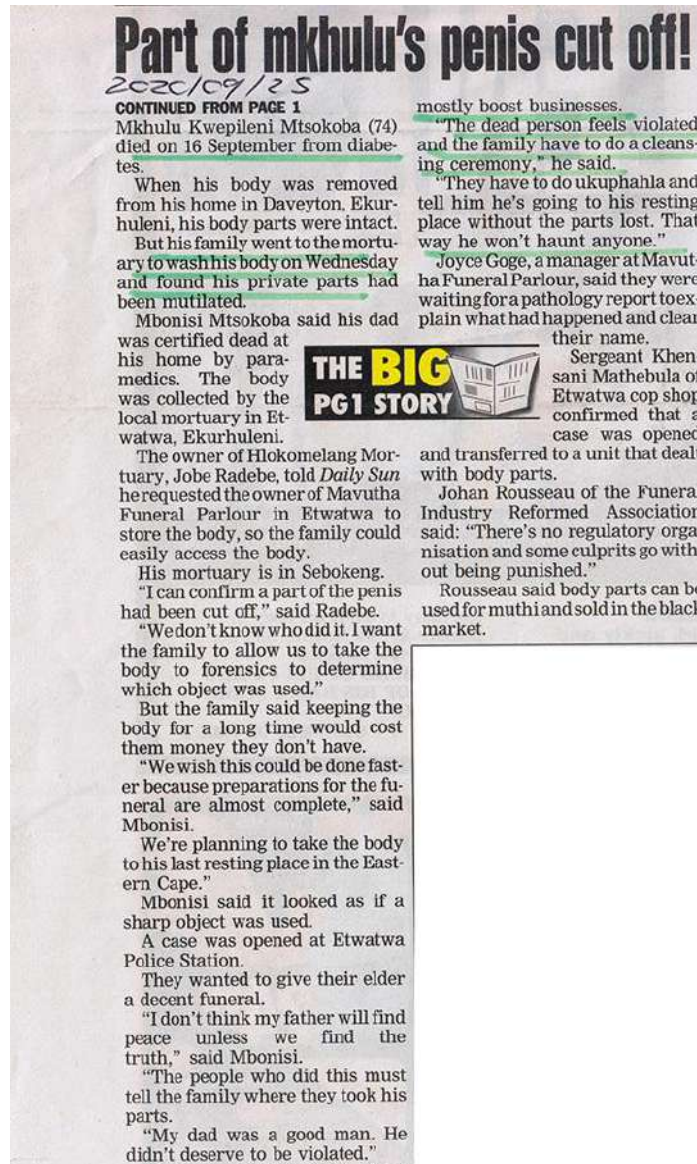 Part of mkhulu's penis cut off!
2020/09/25
CONTINUED FROM PAGE 1
Mkhulu Kwepileni Mtsokoba (74)
died on 16 September from diabe-
tes.
When his body was removed
from his home in Daveyton, Ekur-
huleni, his body parts were intact.
But his family went to the mortu-
ary to wash his body on Wednesday
and found his private parts had
been mutilated.
Mbonisi Mtsokoba said his dad
was certified dead at
his home by para-
medics. The body
was collected by the
local mortuary in Et-
watwa, Ekurhuleni.
The owner of Hlokomelang Mor-
tuary, Jobe Radebe, told Daily Sun
he requested the owner of Mavutha
Funeral Parlour in Etwatwa to
store the body, so the family could
easily access the body.
His mortuary is in Sebokeng.
"I can confirm a part of the penis
had been cut off," said Radebe.
"We don't know who did it. I want
the family to allow us to take the
body to forensics to determine
which object was used."
But the family said keeping the
body for a long time would cost
them money they don't have.
"We wish this could be done fast-
er because preparations for the fu-
neral are almost complete," said
Mbonisi.
We're planning to take the body
to his last resting place in the East-
ern Cape."
Mbonisi said it looked as if a
sharp object was used.
A case was opened at Etwatwa
Police Station.
They wanted to give their elder
a decent funeral.
"I don't think my father will find
peace unless we find the
truth," said Mbonisi.
"The people who did this must
tell the family where they took his
parts.
"My dad was a good man. He
didn't deserve to be violated."
mostly boost businesses.
"The dead person feels violated
and the family have to do a cleans-
ing ceremony," he said.
"They have to do ukuphahla and
tell him he's going to his resting
place without the parts lost. That
way he won't haunt anyone."
Joyce Goge, a manager at Mavut-
ha Funeral Parlour, said they were
waiting for a pathology report to ex-
plain what had happened and clear
their name.
THE BIG
PG1 STORY
Sergeant Khen
sani Mathebula of
Etwatwa cop shop
confirmed that a
case was opened
and transferred to a unit that dealt
with body parts.
Johan Rousseau of the Funeral
Industry Reformed Association
said: "There's no regulatory orga
nisation and some culprits go with
out being punished."
Rousseau said body parts can be
used for muthi and sold in the black
market.